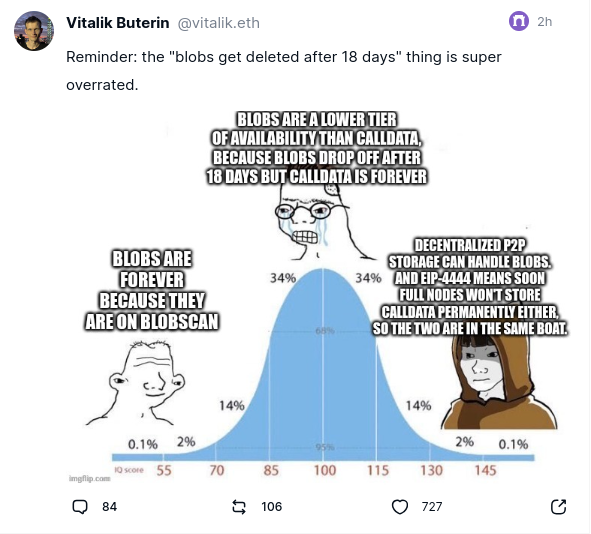 Vitalik Buterin @vitalik.eth 2h
Reminder: the "blobs get deleted after 18 days" thing is super
overrated.
BLOBS ARE A LOWER TIER
OF AVAILABILITY THAN CALLDATA,
BECAUSE BLOBS DROP OFF AFTER
18 DAYS BUT CALLDATA IS FOREVER
BLOBS ARE
FOREVER
BECAUSE THEY
ARE ON BLOBSCAN
DECENTRALIZED P2P
STORAGE CAN HANDLE BLOBS.
AND EIP-4444 MEANS SOON
FULL NODES WON'T STORE
CALLDATA PERMANENTLY EITHER,
SO THE TWO ARE IN THE SAME BOAT.
34% 34%
68%
14% 14%
95%
0.1% 2% 2% 0.1%
IQ score 55 70 85 100 115 130 145
imgflip.com
84 106 727